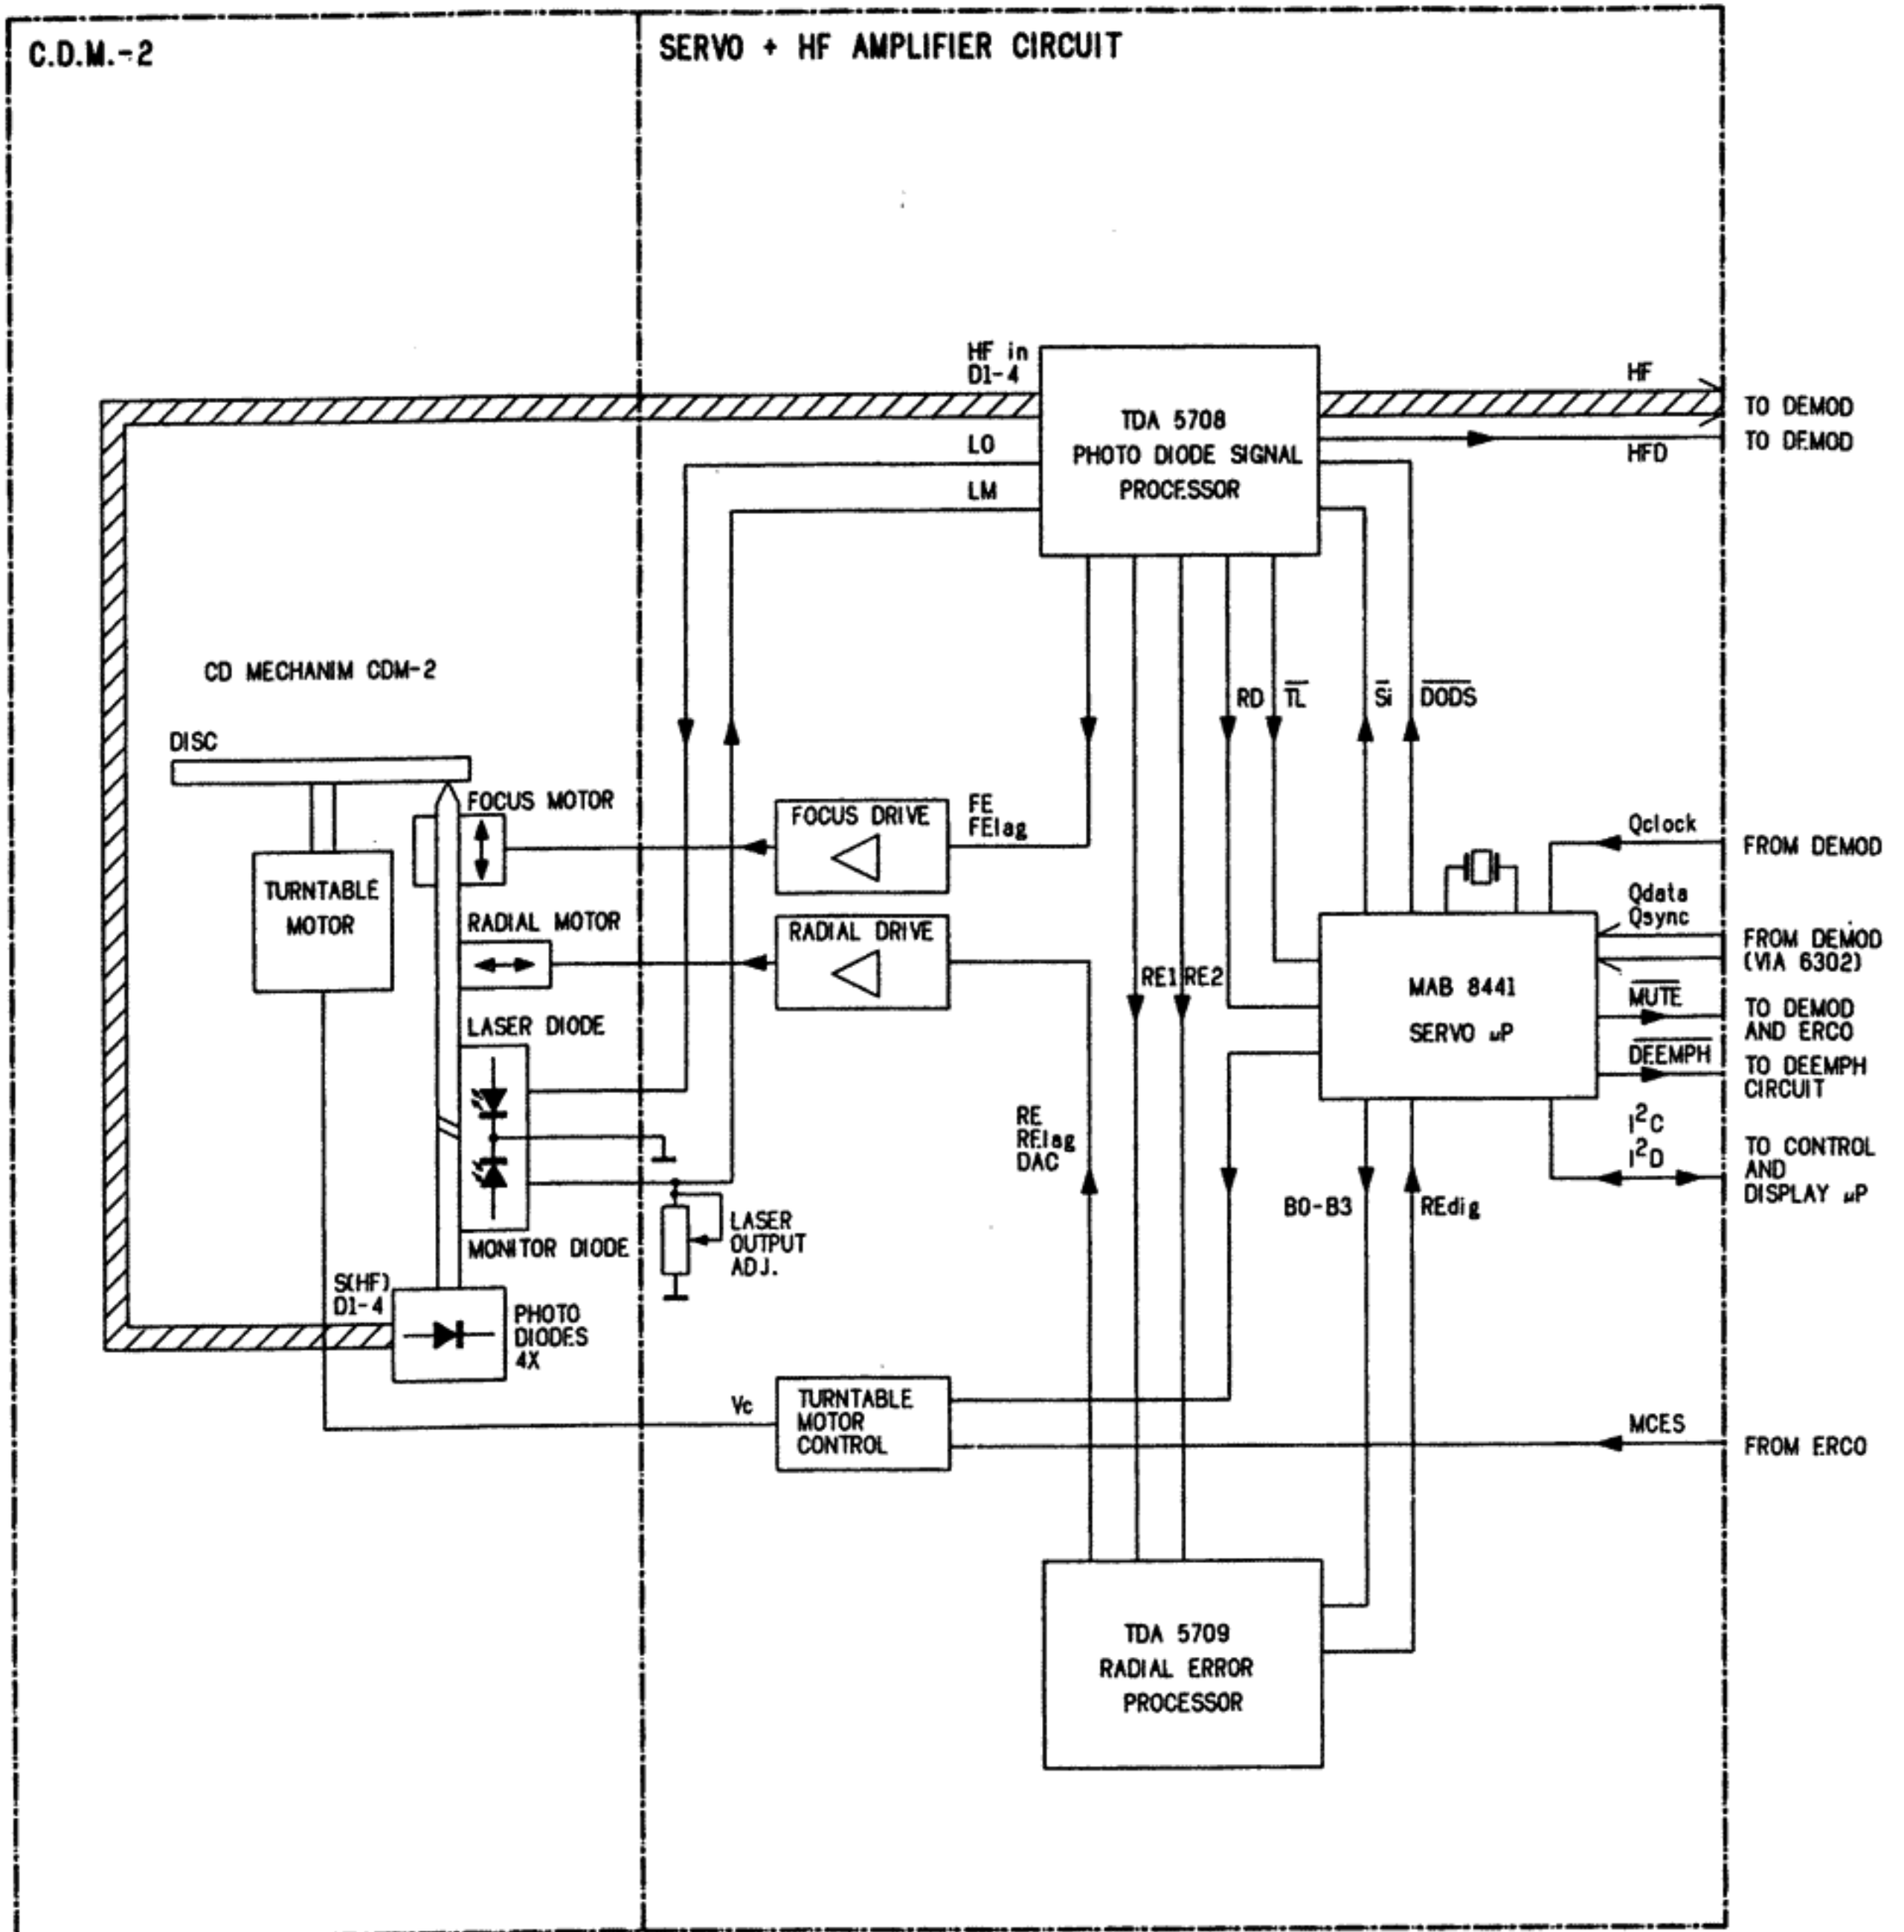 C.D.M.-2
SERVO + HF AMPLIFIER CIRCUIT
HF in
D1-4
TDA 5708
PHOTO DIODE SIGNAL
PROCESSOR
HF
TO DEMOD
HFD
TO DEMOD
LO
LM
CD MECHANIM CDM-2
RD
T̅L̅
S̅i̅
D̅O̅D̅S̅
DISC
FOCUS MOTOR
FOCUS DRIVE
FE
FElag
Qclock
FROM DEMOD
TURNTABLE
MOTOR
Qdata
Qsync
RADIAL MOTOR
RADIAL DRIVE
FROM DEMOD
(VIA 6302)
RE1
RE2
MAB 8441
SERVO µP
M̅U̅T̅E̅
TO DEMOD
AND ERCO
LASER DIODE
D̅E̅E̅M̅P̅H̅
TO DEEMPH
CIRCUIT
RE
RElag
DAC
I²C
I²D
TO CONTROL
AND
DISPLAY µP
B0-B3
REdig
LASER
OUTPUT
ADJ.
MONITOR DIODE
S(HF)
D1-4
PHOTO
DIODES
4X
Vc
TURNTABLE
MOTOR
CONTROL
MCES
FROM ERCO
TDA 5709
RADIAL ERROR
PROCESSOR